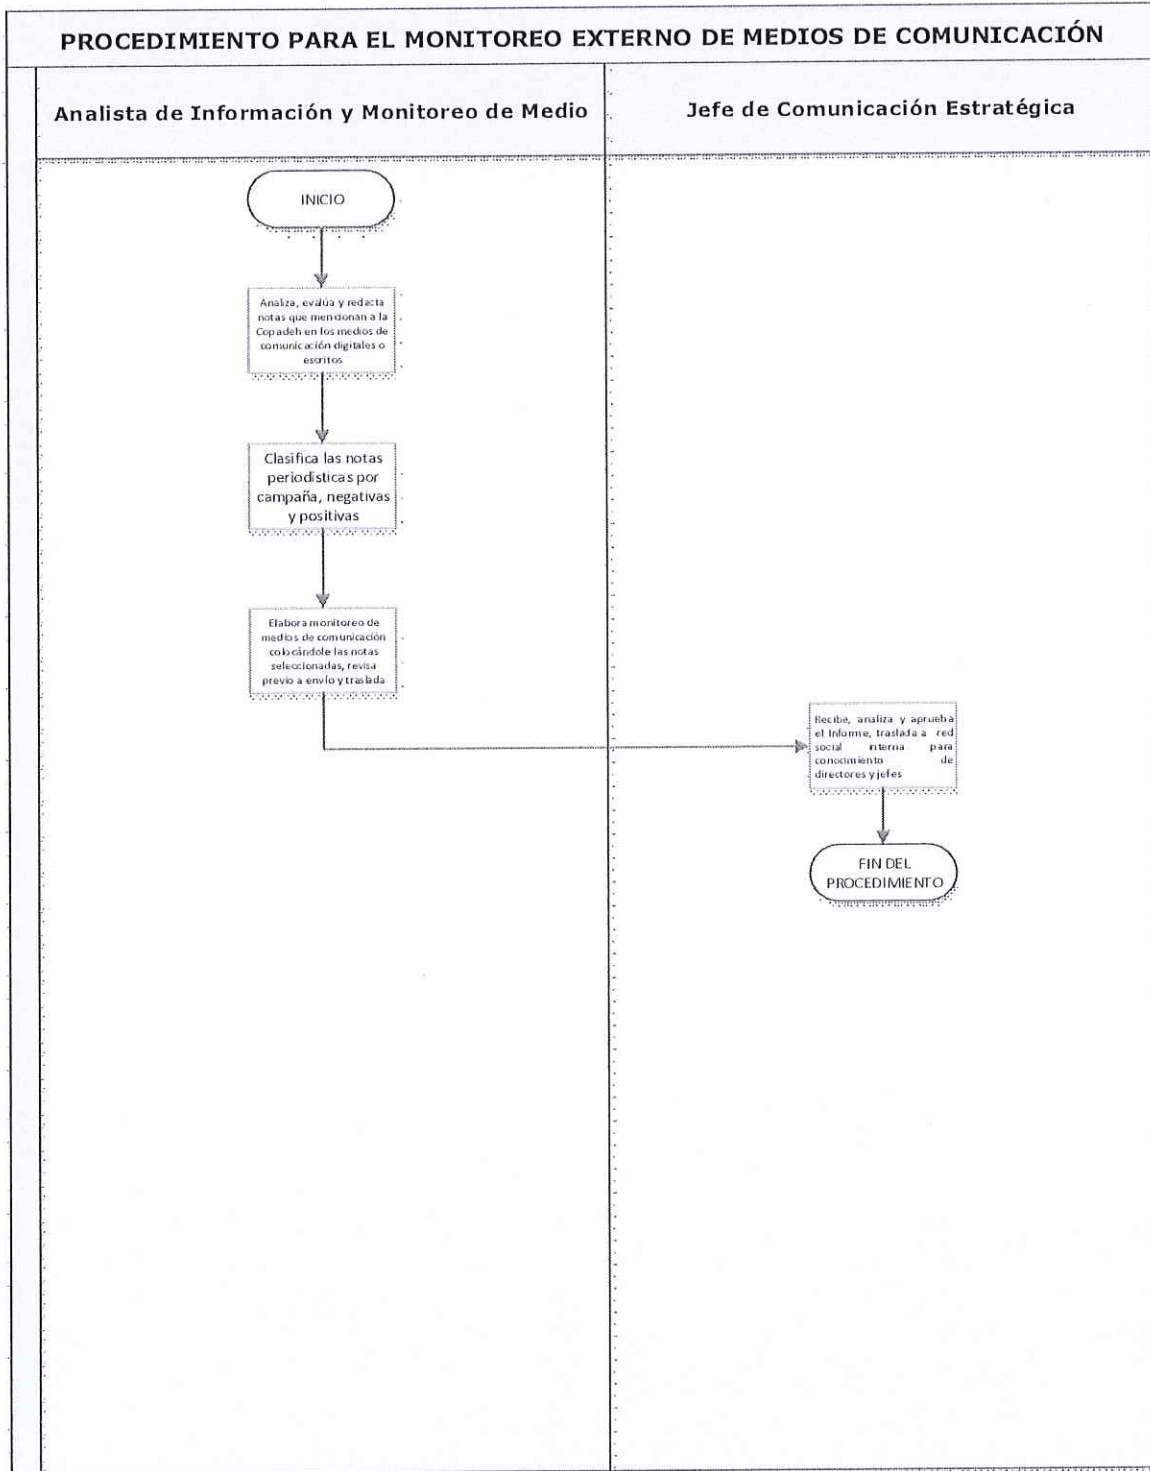 PROCEDIMIENTO PARA EL MONITOREO EXTERNO DE MEDIOS DE COMUNICACIÓN
Analista de Información y Monitoreo de Medio
Jefe de Comunicación Estratégica
INICIO
Analiza, evalúa y redacta
notas que mencionan a la
Copadeh en los medios de
comunicación digitales o
escritos
Clasifica las notas
periodísticas por
campaña, negativas
y positivas
Elabora monitoreo de
medios de comunicación
colocándole las notas
seleccionadas, revisa
previo a envío y traslada
Recibe, analiza y aprueba
el Informe, traslada a red
social interna para
conocimiento de
directores y jefes
FIN DEL
PROCEDIMIENTO